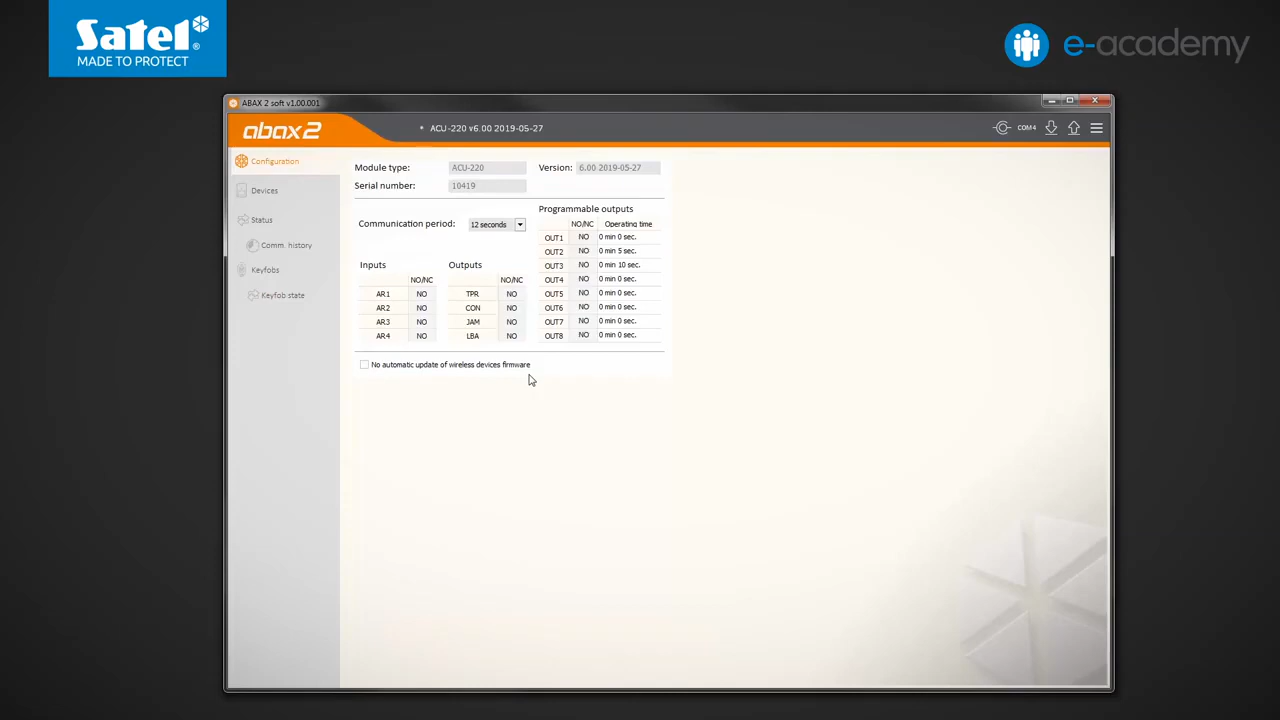 Satel®
MADE TO PROTECT
e-academy
ABAX 2 soft v1.00.001
abax2
* ACU-220 v6.00 2019-05-27
COM4
Configuration
Devices
Status
Comm. history
Keyfobs
Keyfob state
Module type: ACU-220 Version: 6.00 2019-05-27
Serial number: 10419
Communication period: 12 seconds
Programmable outputs
NO/NC Operating time
OUT1 NO 0 min 0 sec.
OUT2 NO 0 min 5 sec.
OUT3 NO 0 min 10 sec.
OUT4 NO 0 min 0 sec.
OUT5 NO 0 min 0 sec.
OUT6 NO 0 min 0 sec.
OUT7 NO 0 min 0 sec.
OUT8 NO 0 min 0 sec.
Inputs
NO/NC
AR1 NO
AR2 NO
AR3 NO
AR4 NO
Outputs
NO/NC
TPR NO
CON NO
JAM NO
LBA NO
No automatic update of wireless devices firmware